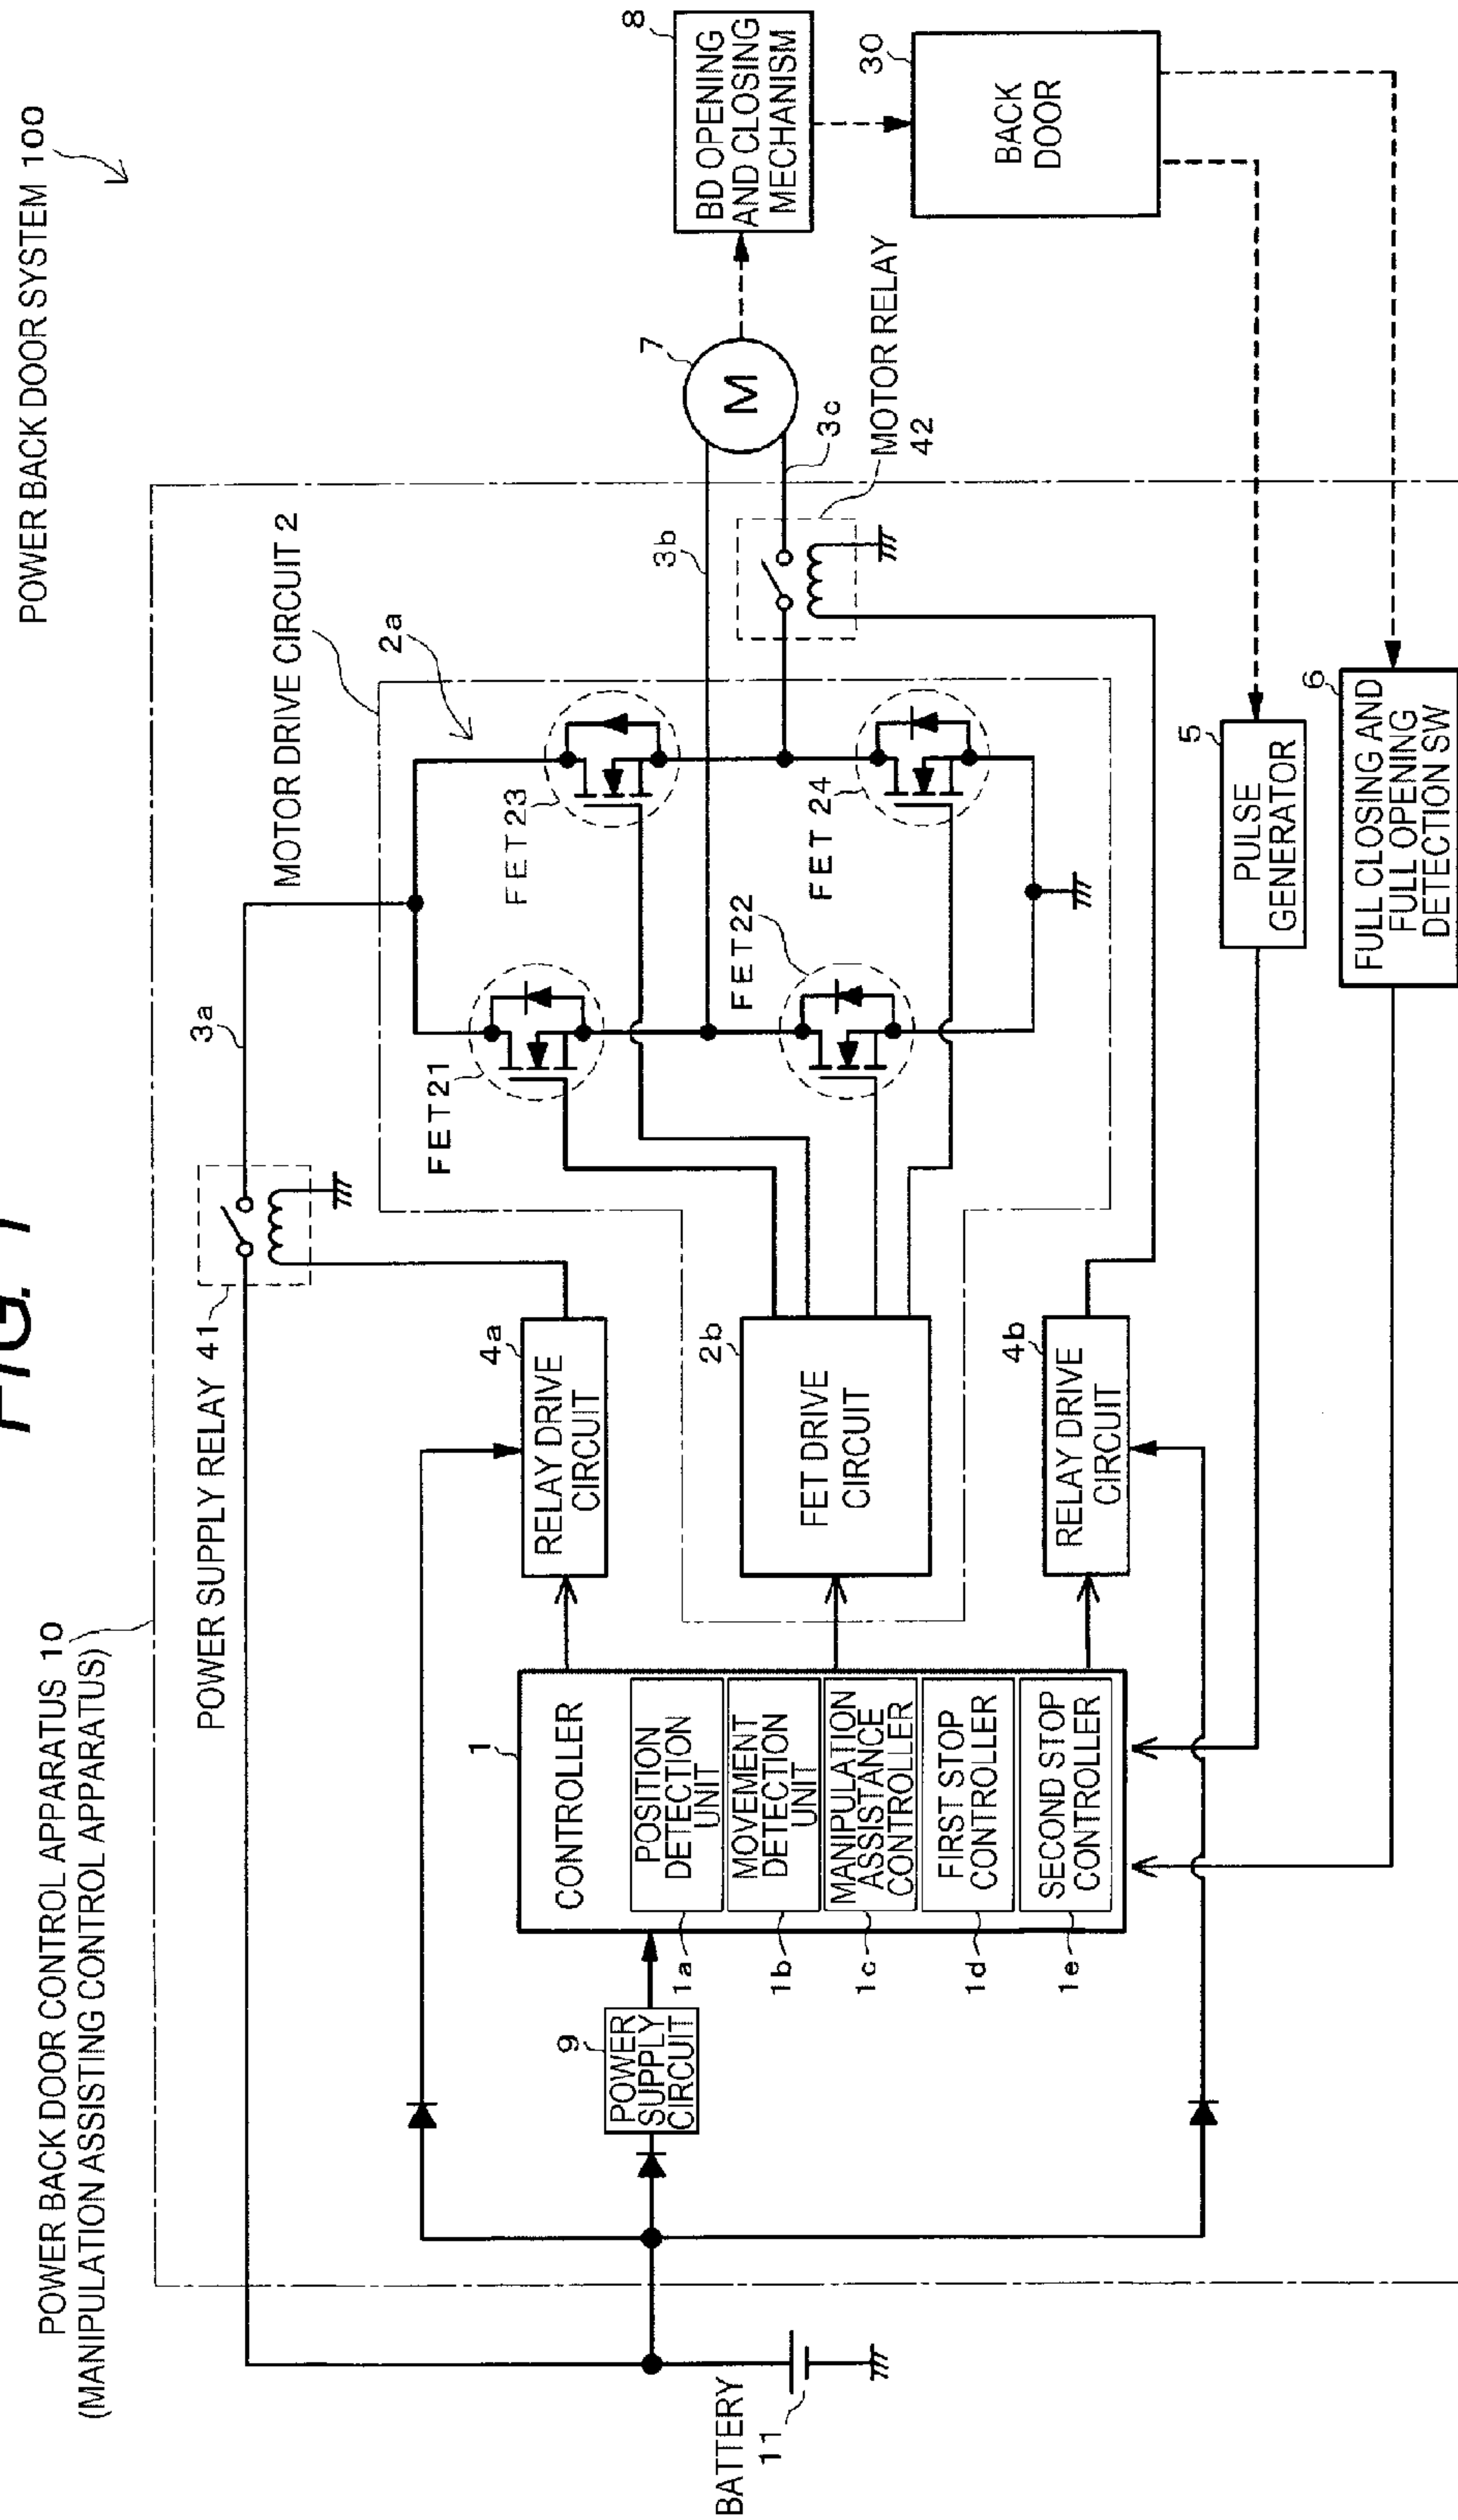 FIG. 1
POWER BACK DOOR SYSTEM 100
POWER BACK DOOR CONTROL APPARATUS 10
(MANIPULATION ASSISTING CONTROL APPARATUS)
POWER SUPPLY RELAY 41
3a
MOTOR DRIVE CIRCUIT 2
2a
FET21
FET23
FET22
FET 24
3b
3c
MOTOR RELAY
42
7
M
8
BD OPENING
AND CLOSING
MECHANISM
30
BACK
DOOR
4a
RELAY DRIVE
CIRCUIT
2b
FET DRIVE
CIRCUIT
4b
RELAY DRIVE
CIRCUIT
1
CONTROLLER
POSITION
DETECTION
UNIT
1a
MOVEMENT
DETECTION
UNIT
1b
MANIPULATION
ASSISTANCE
CONTROLLER
1c
FIRST STOP
CONTROLLER
1d
SECOND STOP
CONTROLLER
1e
9
POWER
SUPPLY
CIRCUIT
BATTERY
11
5
PULSE
GENERATOR
6
FULL CLOSING AND
FULL OPENING
DETECTION SW